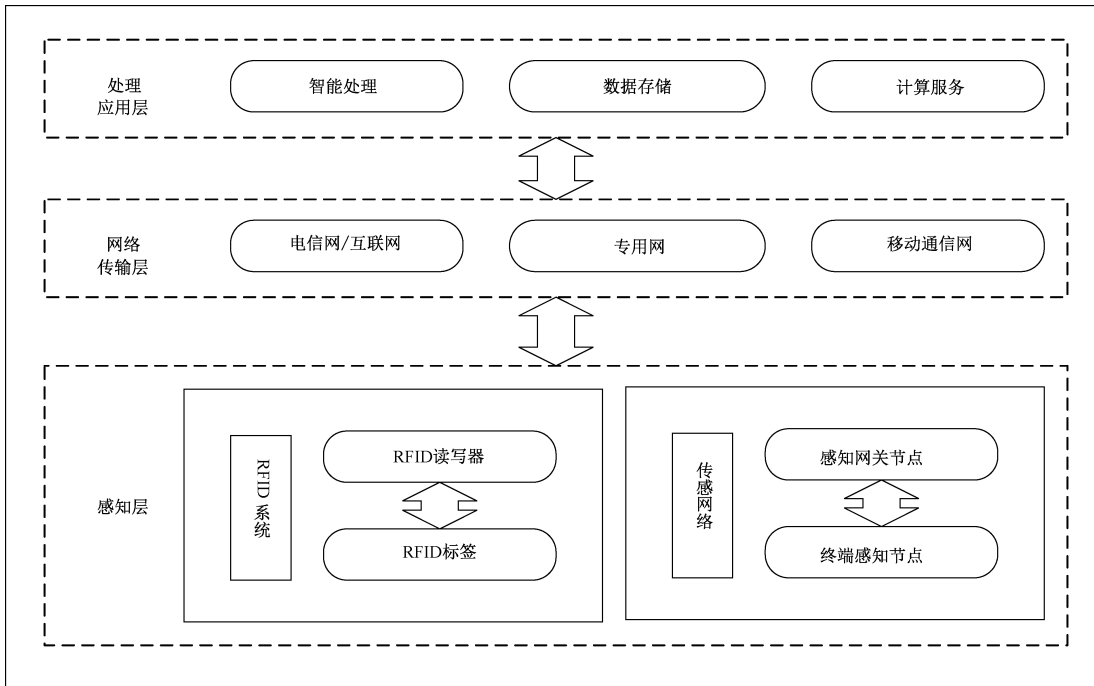 处理
应用层
智能处理
数据存储
计算服务
网络
传输层
电信网/互联网
专用网
移动通信网
感知层
RFID 系统
RFID读写器
RFID标签
传感网络
感知网关节点
终端感知节点